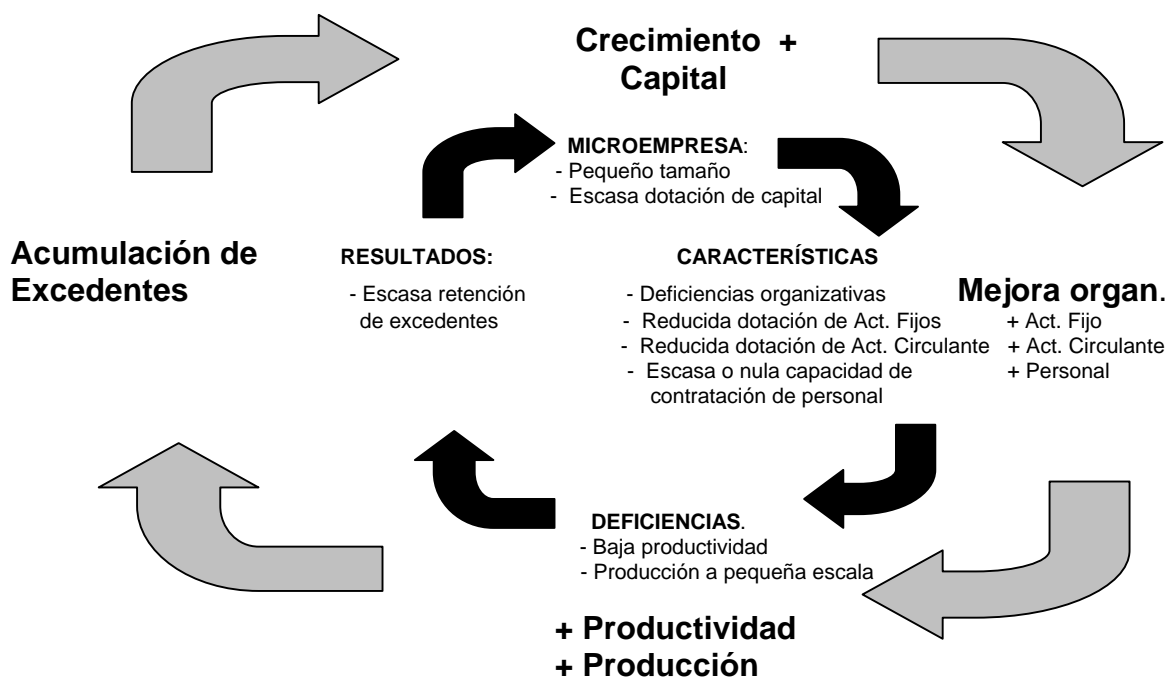 Crecimiento +
Capital
MICROEMPRESA:
- Pequeño tamaño
- Escasa dotación de capital
Acumulación de
Excedentes
RESULTADOS:
- Escasa retención
de excedentes
CARACTERÍSTICAS
- Deficiencias organizativas
- Reducida dotación de Act. Fijos
- Reducida dotación de Act. Circulante
- Escasa o nula capacidad de
contratación de personal
Mejora organ.
+ Act. Fijo
+ Act. Circulante
+ Personal
DEFICIENCIAS.
- Baja productividad
- Producción a pequeña escala
+ Productividad
+ Producción